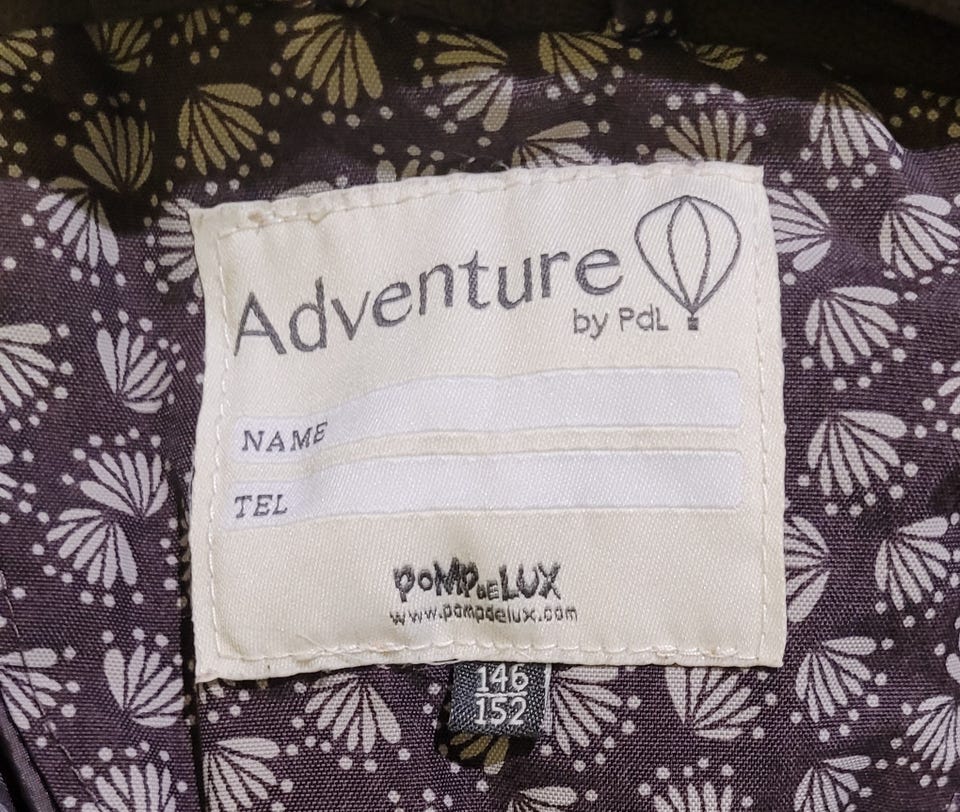 Adventure
by PdL
NAME
TEL
POMPDELUX
www.pompdelux.com
146
152